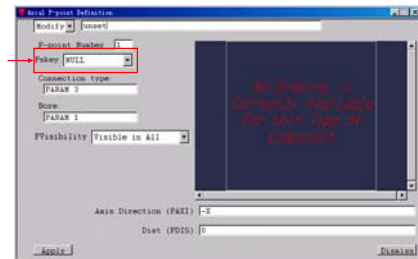 Axial P-point Definition
Modify unset
P-point Number 1
Pskey NULL
Connection type
PARAM 3
Bore
PARAM 1
PVisibility Visible in All
No Drawing is
Currently Available
For this Type of
Component
Axis Direction (PAXI) -X
Dist (PDIS) 0
Apply Dismiss